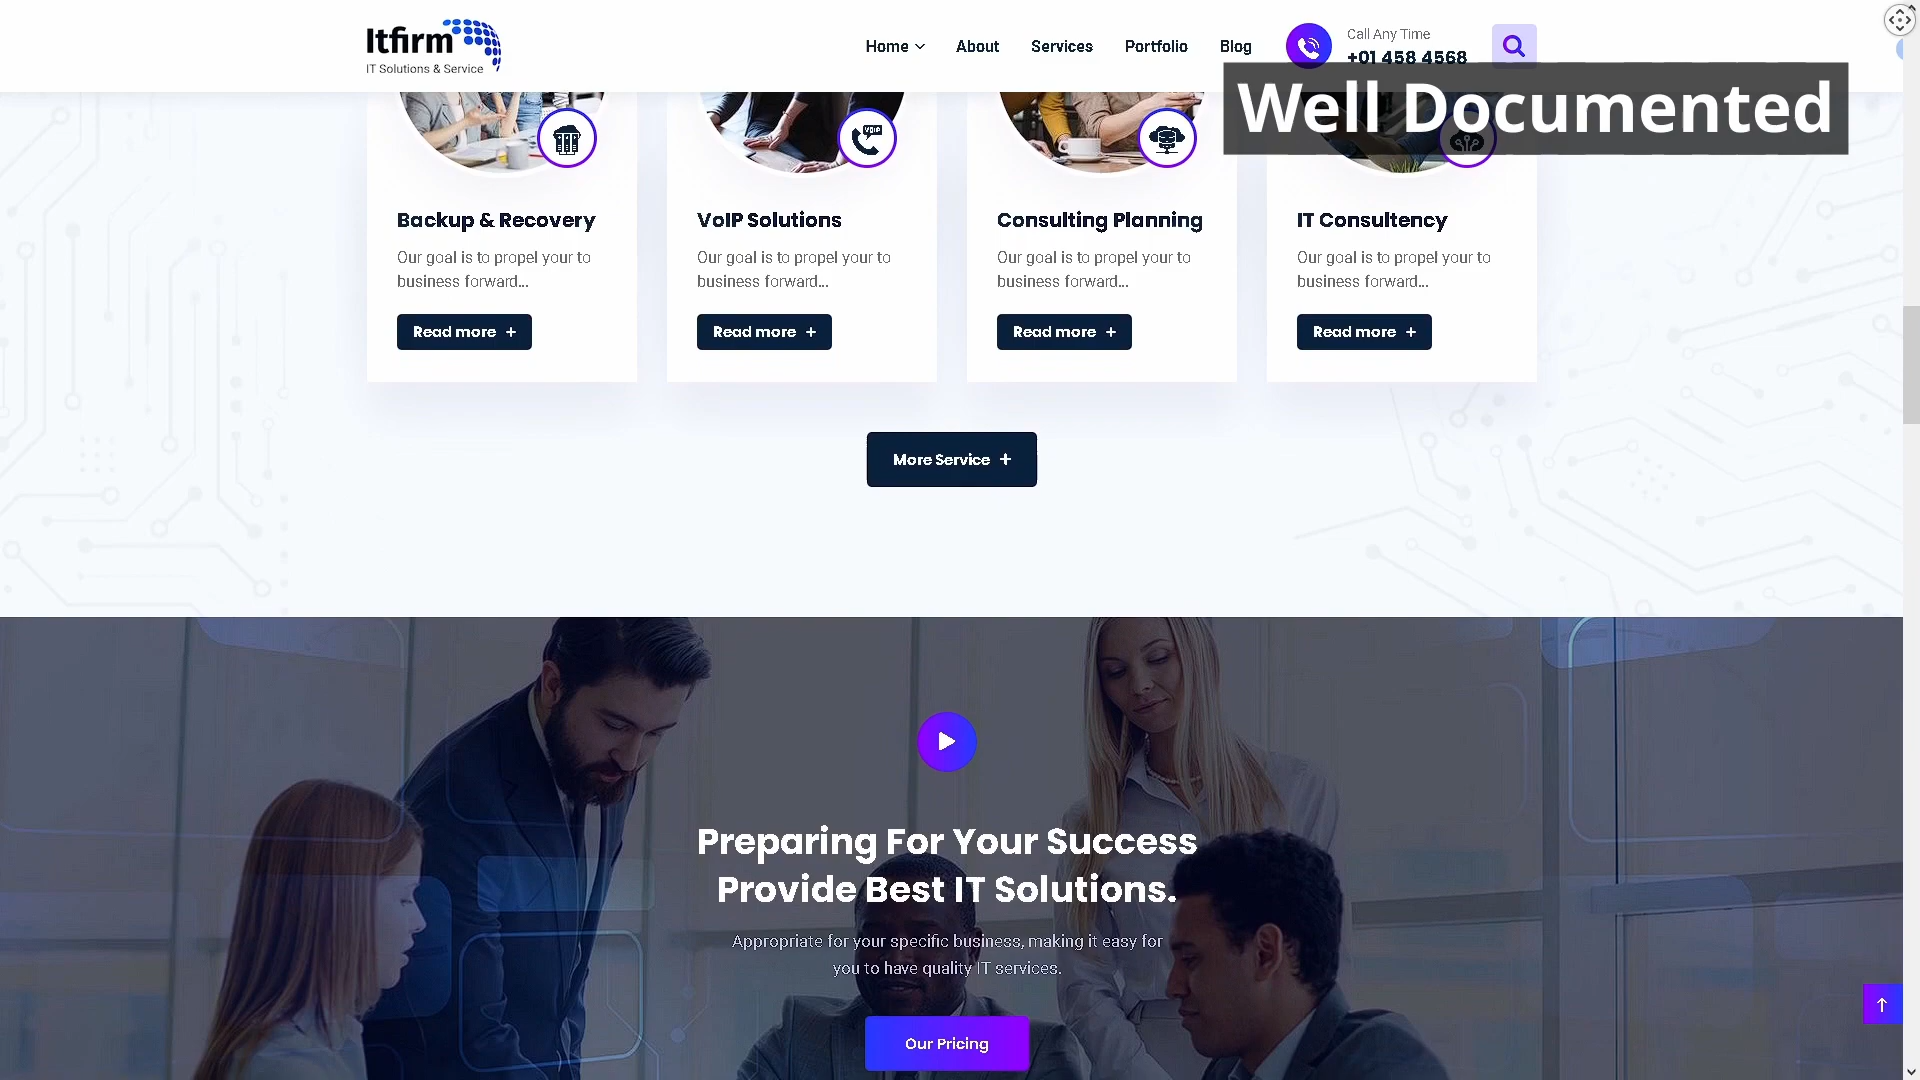 Itfirm
IT Solutions & Service
Home
About
Services
Portfolio
Blog
Call Any Time
+01 458 4568
Well Documented
VOIP
Backup & Recovery
Our goal is to propel your to
business forward...
Read more +
VoIP Solutions
Our goal is to propel your to
business forward...
Read more +
Consulting Planning
Our goal is to propel your to
business forward...
Read more +
IT Consultency
Our goal is to propel your to
business forward...
Read more +
More Service +
Preparing For Your Success
Provide Best IT Solutions.
Appropriate for your specific business, making it easy for
you to have quality IT services.
Our Pricing